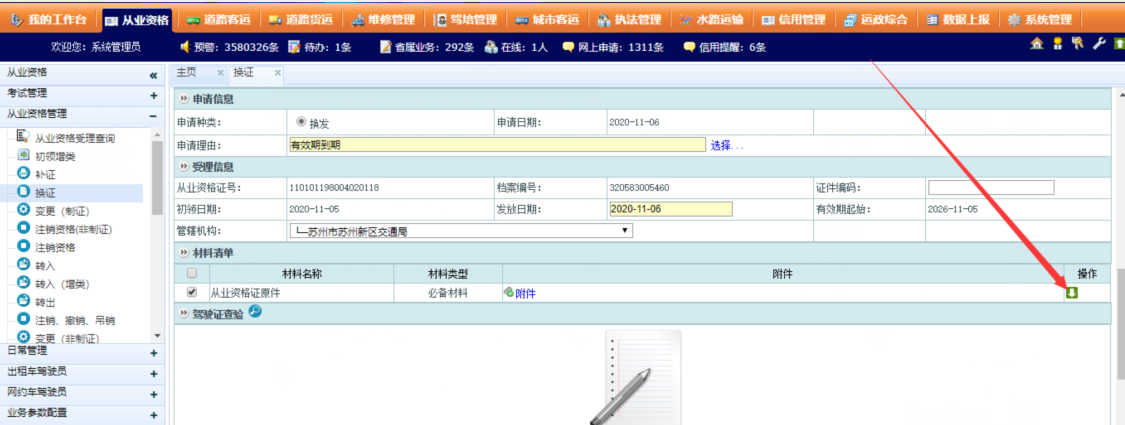 我的工作台 从业资格 道路客运 道路货运 维修管理 驾培管理 城市客运 执法管理 水路运输 信用管理 运政综合 数据上报 系统管理
欢迎您: 系统管理员 预警: 3580326条 待办: 1条 省厅业务: 292条 在线: 1人 网上申请: 1311条 信用提醒: 6条
从业资格
考试管理
从业资格管理
从业资格受理查询
初领增类
补证
换证
变更（制证）
注销资格(非制证)
注销资格
转入
转入（增类）
转出
注销、撤销、吊销
变更（非制证）
日常管理
出租车驾驶员
网约车驾驶员
业务参数配置
主页 换证
申请信息
申请种类: 换发 申请日期: 2020-11-06
申请理由: 有效期到期 选择...
受理信息
从业资格证号: 110101198004020118 档案编号: 320583005460 证件编码:
初领日期: 2020-11-05 发放日期: 2020-11-06 有效期起始: 2026-11-05
管辖机构: 苏州市苏州新区交通局
材料清单
材料名称 材料类型 附件 操作
从业资格证原件 必备材料 附件
驾驶证查验